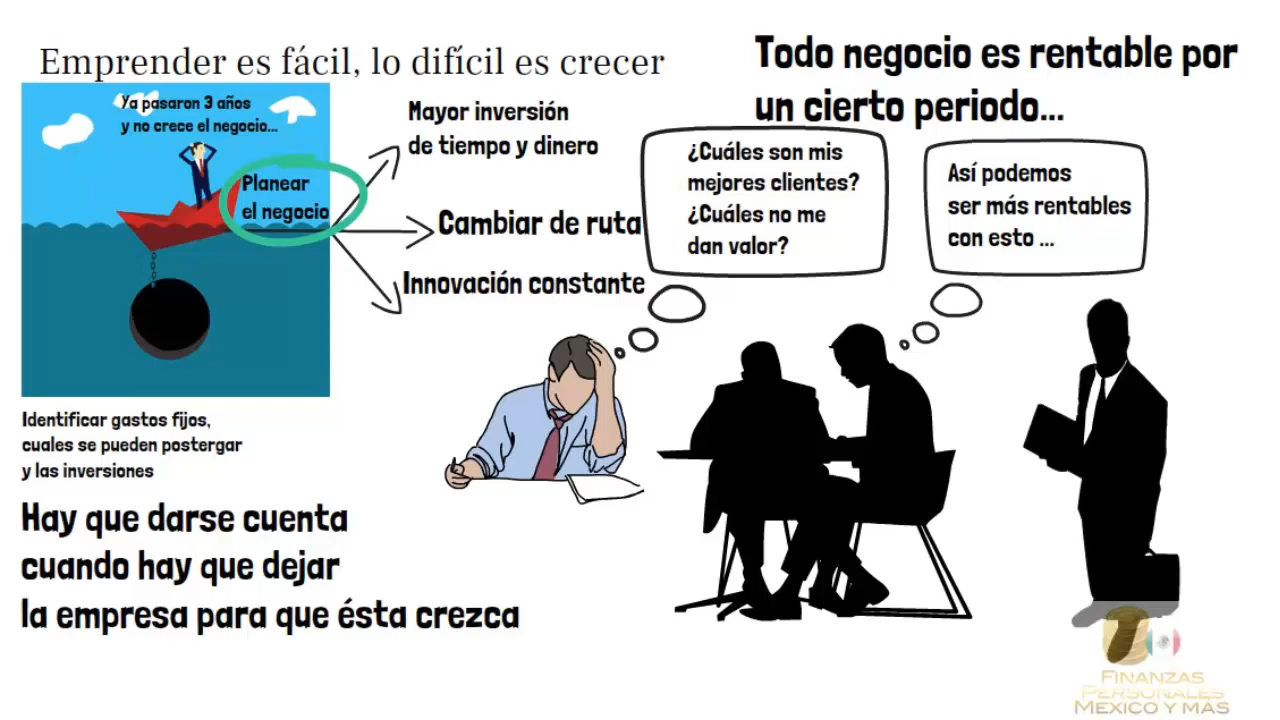 Emprender es fácil, lo difícil es crecer
Ya pasaron 3 años
y no crece el negocio...
Planear
el negocio
Mayor inversión
de tiempo y dinero
Cambiar de ruta
Innovación constante
Identificar gastos fijos,
cuales se pueden postergar
y las inversiones
Hay que darse cuenta
cuando hay que dejar
la empresa para que ésta crezca
Todo negocio es rentable por
un cierto periodo...
¿Cuáles son mis
mejores clientes?
¿Cuáles no me
dan valor?
Así podemos
ser más rentables
con esto ...
Finanzas
Personales
Mexico y más